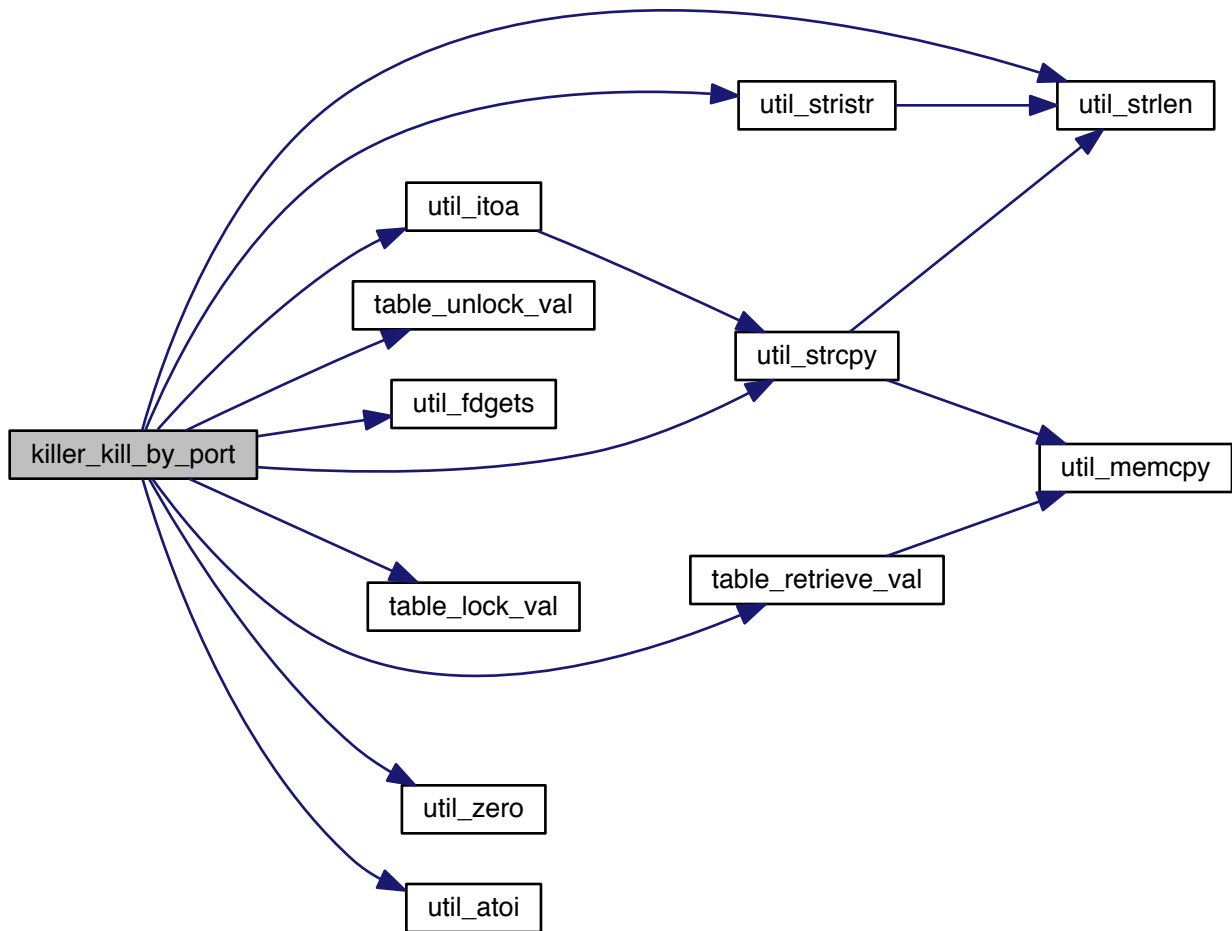 util_stristr
util_strlen
util_itoa
table_unlock_val
util_strcpy
util_fdgets
killer_kill_by_port
util_memcpy
table_retrieve_val
table_lock_val
util_zero
util_atoi